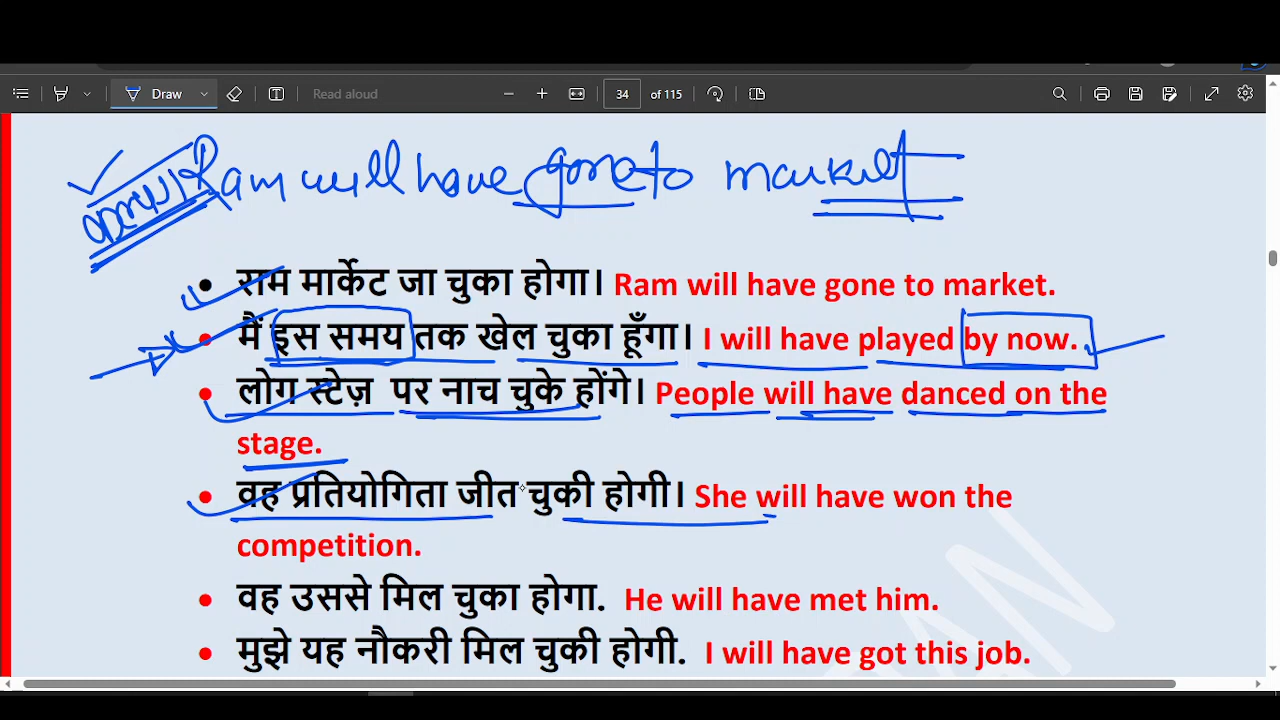 Draw
Read aloud
34 of 115
Ram will have gone to market
राम मार्केट जा चुका होगा। Ram will have gone to market.
मैं इस समय तक खेल चुका हूँगा। I will have played by now.
लोग स्टेज़ पर नाच चुके होंगे। People will have danced on the
stage.
वह प्रतियोगिता जीत चुकी होगी। She will have won the
competition.
वह उससे मिल चुका होगा. He will have met him.
मुझे यह नौकरी मिल चुकी होगी. I will have got this job.